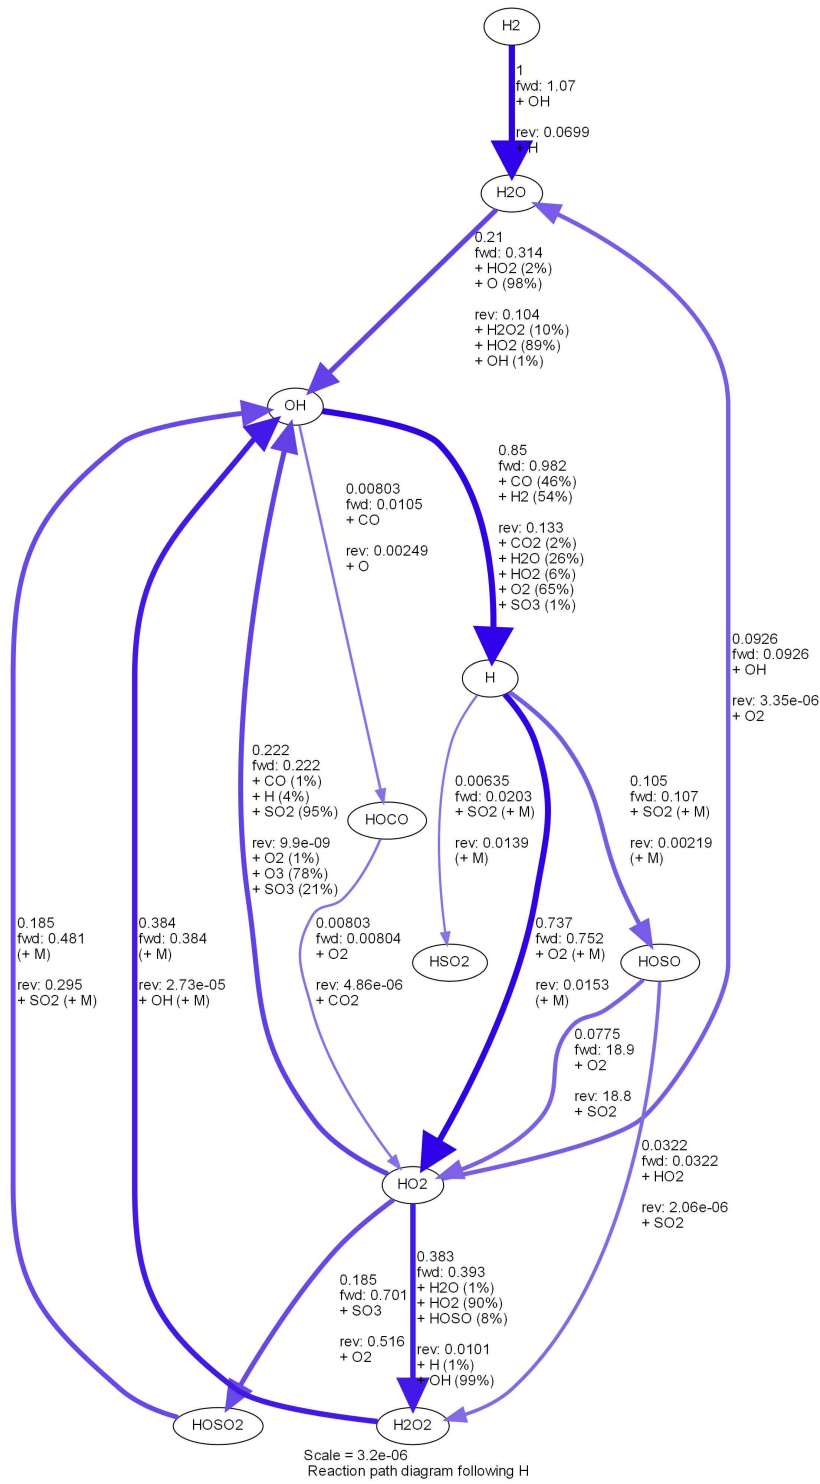 H2
1
fwd: 1.07
+ OH
rev: 0.0699
+ H
H2O
0.21
fwd: 0.314
+ HO2 (2%)
+ O (98%)
rev: 0.104
+ H2O2 (10%)
+ HO2 (89%)
+ OH (1%)
OH
0.85
fwd: 0.982
+ CO (46%)
+ H2 (54%)
rev: 0.133
+ CO2 (2%)
+ H2O (26%)
+ HO2 (6%)
+ O2 (65%)
+ SO3 (1%)
0.00803
fwd: 0.0105
+ CO
rev: 0.00249
+ O
0.0926
fwd: 0.0926
+ OH
rev: 3.35e-06
+ O2
H
0.222
fwd: 0.222
+ CO (1%)
+ H (4%)
+ SO2 (95%)
rev: 9.9e-09
+ O2 (1%)
+ O3 (78%)
+ SO3 (21%)
HOCO
0.00635
fwd: 0.0203
+ SO2 (+ M)
rev: 0.0139
(+ M)
0.105
fwd: 0.107
+ SO2 (+ M)
rev: 0.00219
(+ M)
0.185
fwd: 0.481
(+ M)
rev: 0.295
+ SO2 (+ M)
0.384
fwd: 0.384
(+ M)
rev: 2.73e-05
+ OH (+ M)
0.00803
fwd: 0.00804
+ O2
rev: 4.86e-06
+ CO2
HSO2
0.737
fwd: 0.752
+ O2 (+ M)
rev: 0.0153
(+ M)
HOSO
0.0775
fwd: 18.9
+ O2
rev: 18.8
+ SO2
0.0322
fwd: 0.0322
+ HO2
rev: 2.06e-06
+ SO2
HO2
0.185
fwd: 0.701
+ SO3
rev: 0.516
+ O2
0.383
fwd: 0.393
+ H2O (1%)
+ HO2 (90%)
+ HOSO (8%)
rev: 0.0101
+ H (1%)
+ OH (99%)
HOSO2
H2O2
Scale = 3.2e-06
Reaction path diagram following H